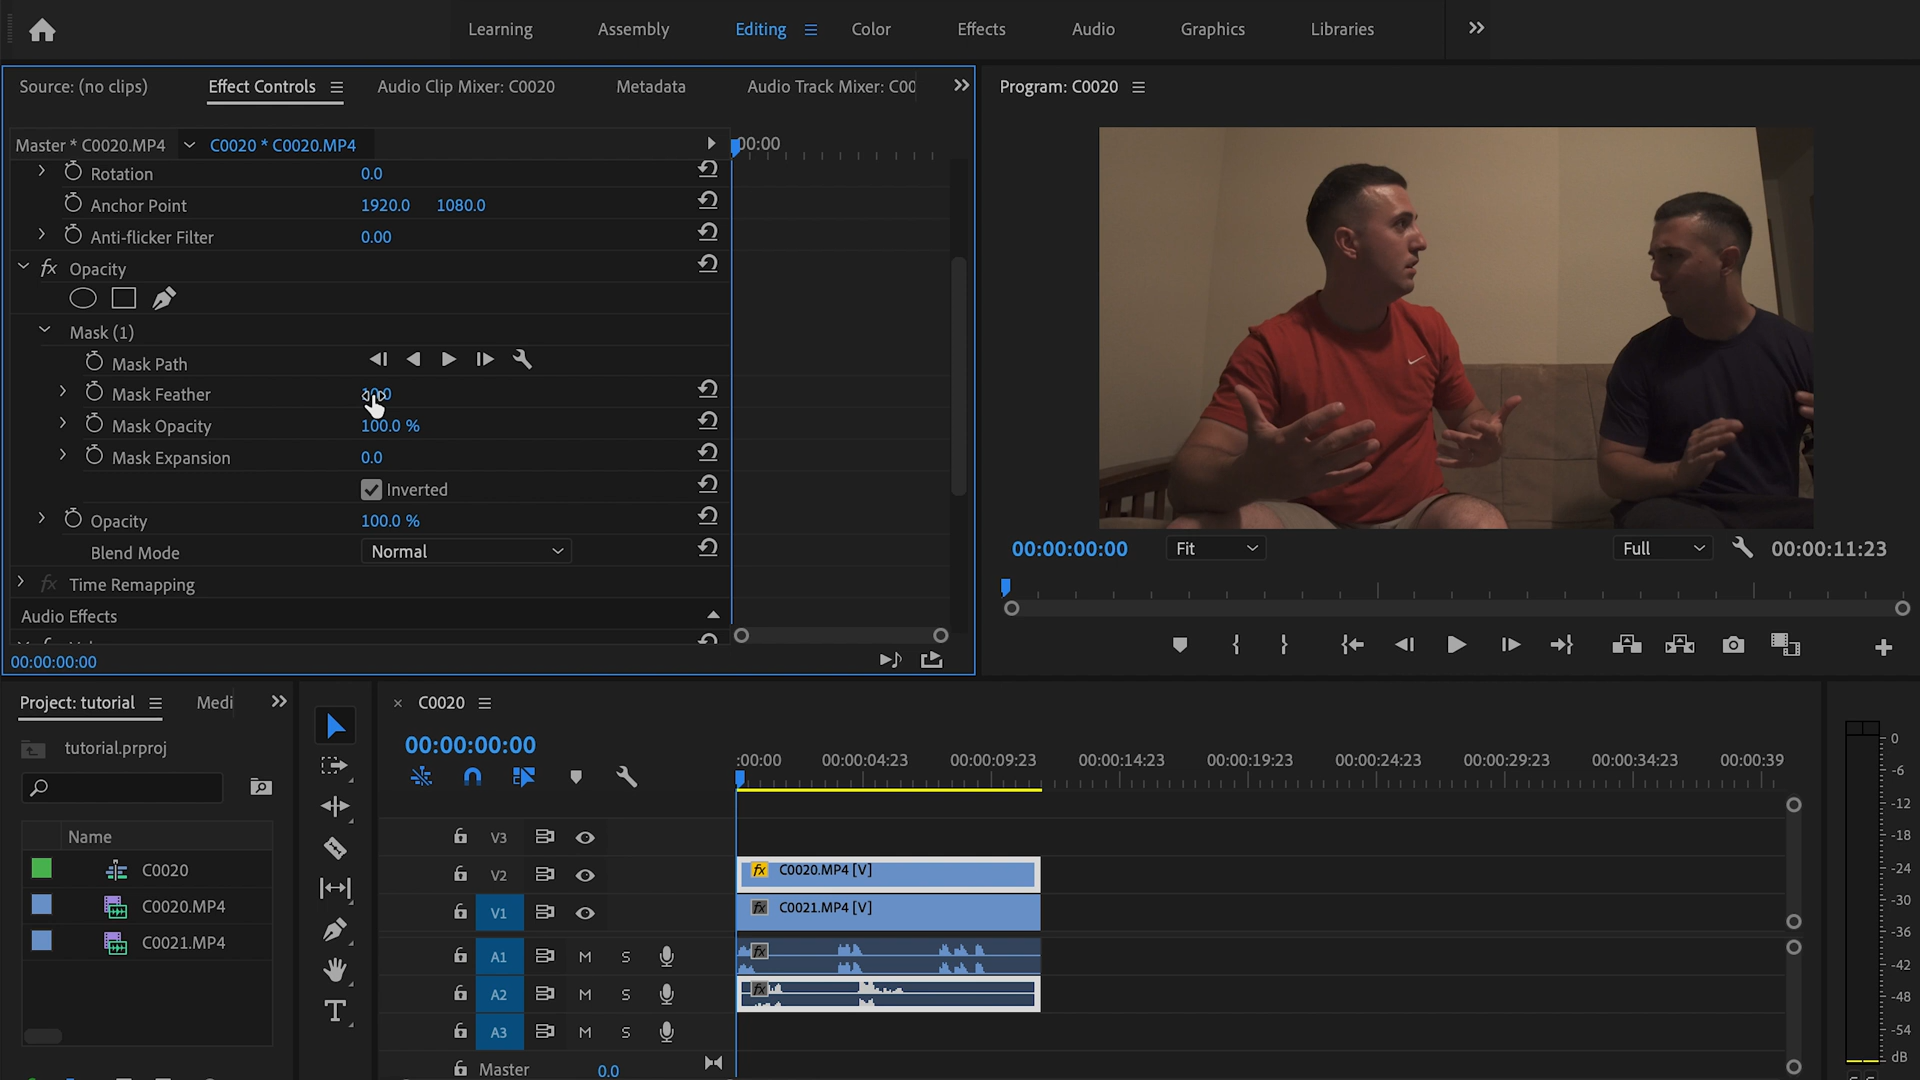 Learning Assembly Editing Color Effects Audio Graphics Libraries
Source: (no clips) Effect Controls Audio Clip Mixer: C0020 Metadata Audio Track Mixer: C00
Program: C0020
Master * C0020.MP4 C0020 * C0020.MP4
:00:00
Rotation 0.0
Anchor Point 1920.0 1080.0
Anti-flicker Filter 0.00
fx Opacity
Mask (1)
Mask Path
Mask Feather
Mask Opacity 100.0 %
Mask Expansion 0.0
Inverted
Opacity 100.0 %
Blend Mode Normal
fx Time Remapping
Audio Effects
00:00:00:00
00:00:00:00 Fit Full 00:00:11:23
Project: tutorial Medi
tutorial.prproj
Name
C0020
C0020.MP4
C0021.MP4
C0020
00:00:00:00
:00:00 00:00:04:23 00:00:09:23 00:00:14:23 00:00:19:23 00:00:24:23 00:00:29:23 00:00:34:23 00:00:39
V3
V2 fx C0020.MP4 [V]
V1 fx C0021.MP4 [V]
A1 M S fx
A2 M S fx
A3 M S
Master 0.0
0
-6
-12
-18
-24
-30
-36
-42
-48
-54
dB